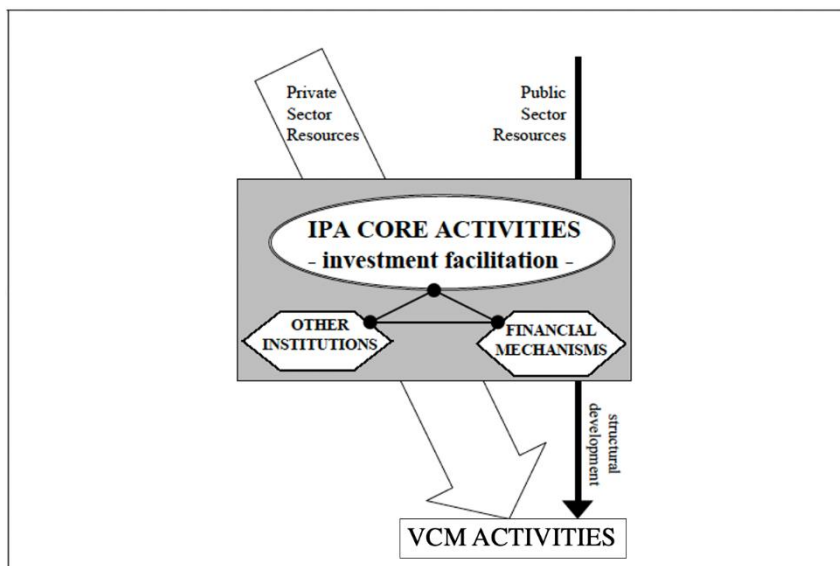 Private
Sector
Resources
Public
Sector
Resources
IPA CORE ACTIVITIES
- investment facilitation -
OTHER
INSTITUTIONS
FINANCIAL
MECHANISMS
structural
development
VCM ACTIVITIES